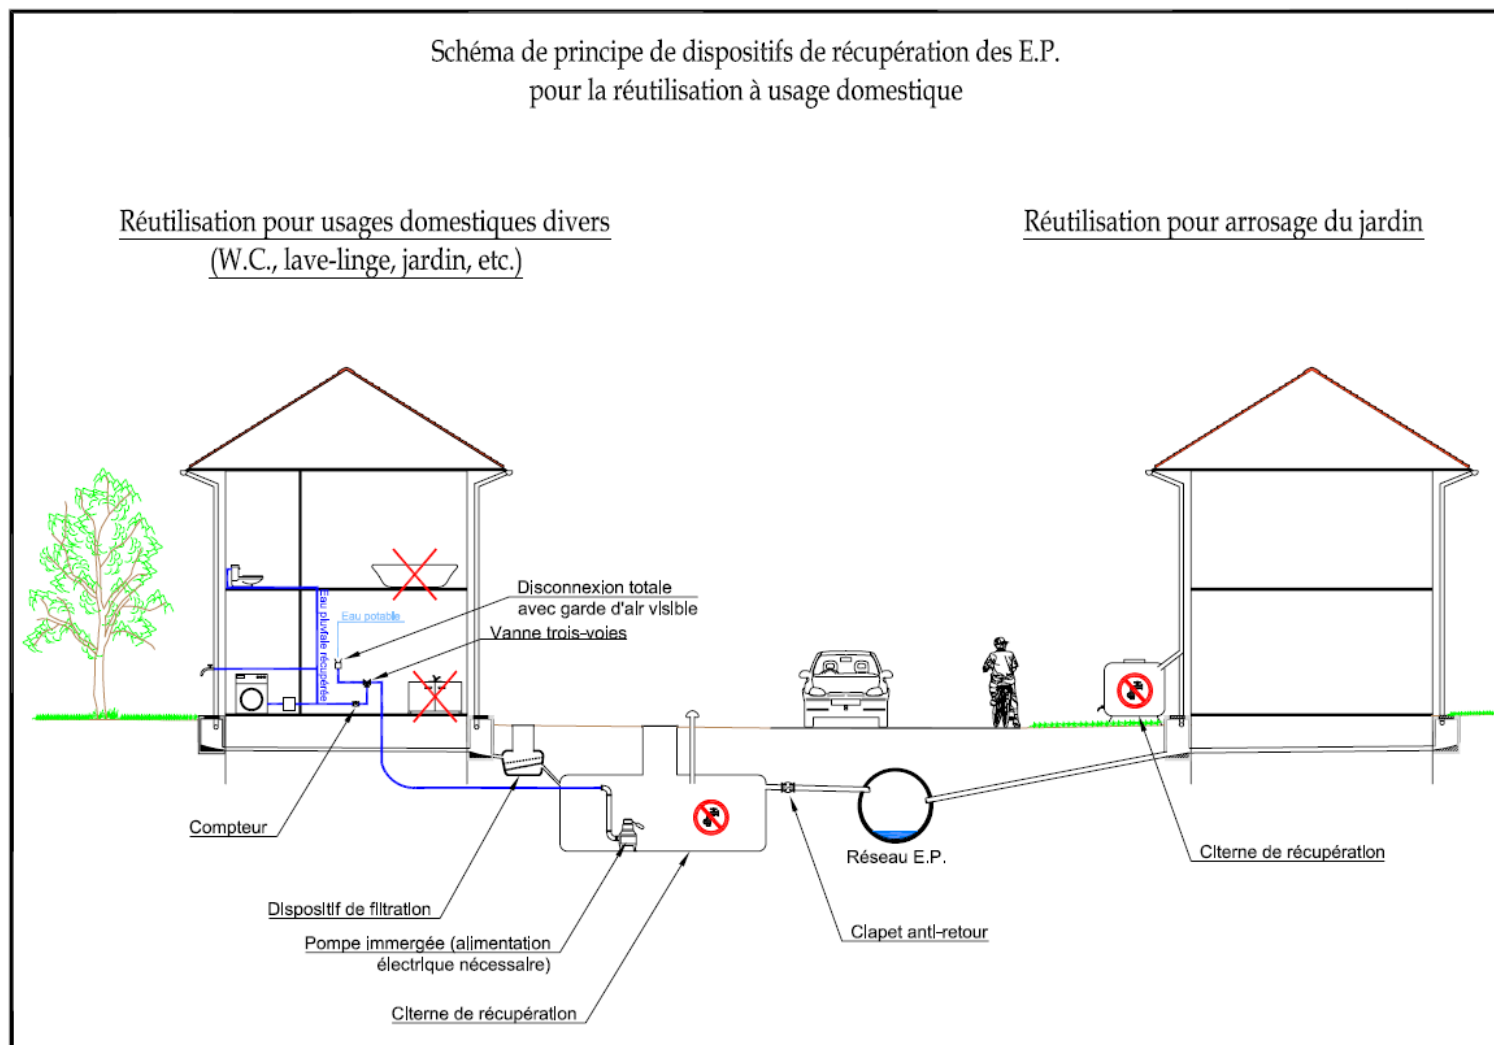 Schéma de principe de dispositifs de récupération des E.P.
pour la réutilisation à usage domestique
Réutilisation pour usages domestiques divers
(W.C., lave-linge, jardin, etc.)
Réutilisation pour arrosage du jardin
Disconnexion totale
avec garde d'air visible
Vanne trois-voies
Eau potable
Eau pluviale récupérée
Compteur
Dispositif de filtration
Pompe immergée (alimentation
électrique nécessaire)
Citerne de récupération
Réseau E.P.
Clapet anti-retour
Citerne de récupération